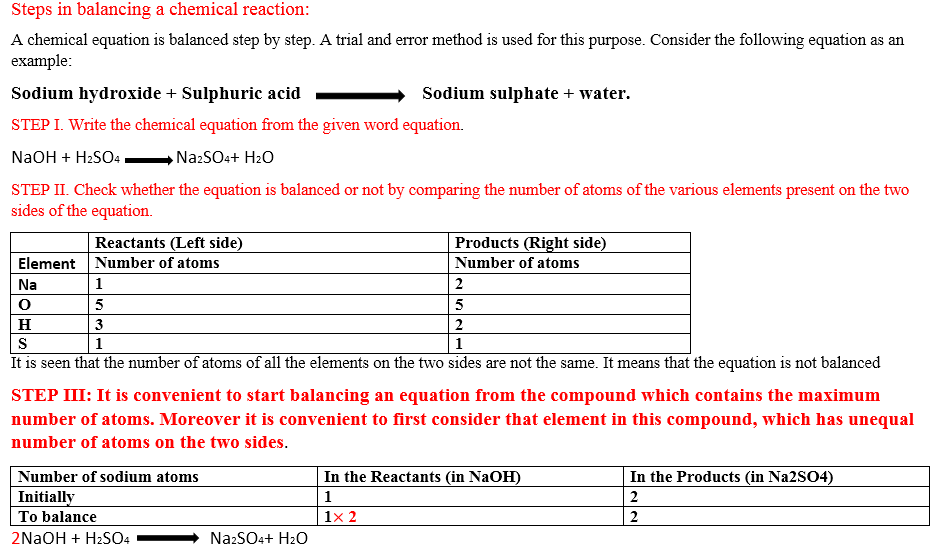 Steps in balancing a chemical reaction:
A chemical equation is balanced step by step. A trial and error method is used for this purpose. Consider the following equation as an
example:
Sodium hydroxide + Sulphuric acid ⟶ Sodium sulphate + water.
STEP I. Write the chemical equation from the given word equation.
NaOH + H₂SO₄ ⟶ Na₂SO₄+ H₂O
STEP II. Check whether the equation is balanced or not by comparing the number of atoms of the various elements present on the two
sides of the equation.
Reactants (Left side) Products (Right side)
Element Number of atoms Number of atoms
Na 1 2
O 5 5
H 3 2
S 1 1
It is seen that the number of atoms of all the elements on the two sides are not the same. It means that the equation is not balanced
STEP III: It is convenient to start balancing an equation from the compound which contains the maximum
number of atoms. Moreover it is convenient to first consider that element in this compound, which has unequal
number of atoms on the two sides.
Number of sodium atoms In the Reactants (in NaOH) In the Products (in Na2SO4)
Initially 1 2
To balance 1× 2 2
2NaOH + H₂SO₄ ⟶ Na₂SO₄+ H₂O